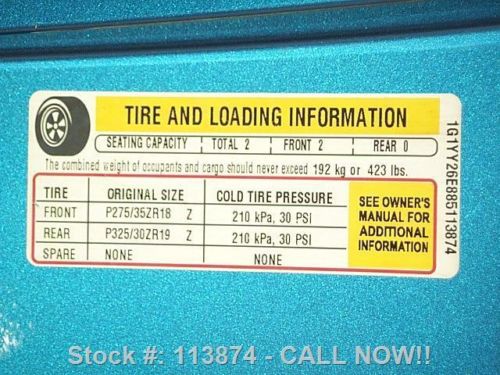 TIRE AND LOADING INFORMATION
SEATING CAPACITY TOTAL 2 FRONT 2 REAR 0
The combined weight of occupants and cargo should never exceed 192 kg or 423 lbs.
TIRE ORIGINAL SIZE COLD TIRE PRESSURE
FRONT P275/35ZR18 Z 210 kPa, 30 PSI
REAR P325/30ZR19 Z 210 kPa, 30 PSI
SPARE NONE NONE
SEE OWNER'S
MANUAL FOR
ADDITIONAL
INFORMATION
1G1YY26E885113874
Stock #: 113874 - CALL NOW!!